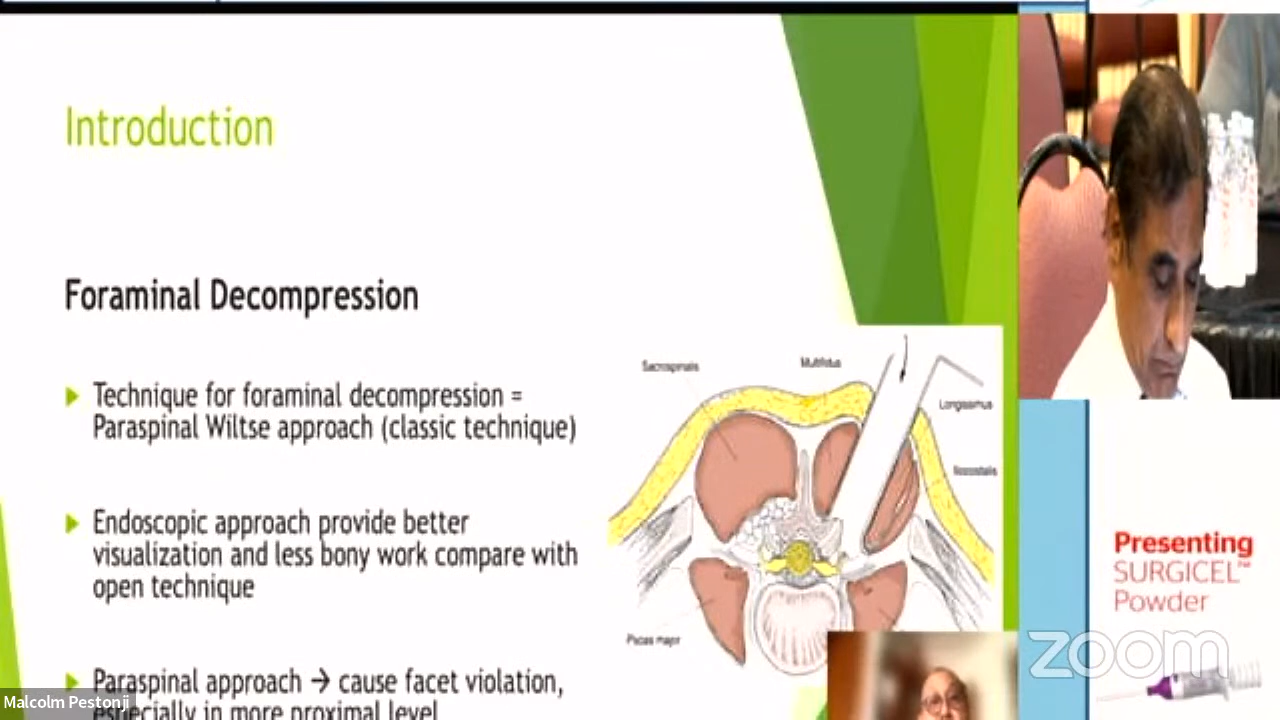 Introduction
Foraminal Decompression
Technique for foraminal decompression =
Paraspinal Wiltse approach (classic technique)
Endoscopic approach provide better
visualization and less bony work compare with
open technique
Paraspinal approach → cause facet violation,
especially in more proximal level
Sacrospinalis
Multifidus
Longissimus
Iliocostalis
Psoas major
Presenting
SURGICEL™
Powder
zoom
Malcolm Pestonji